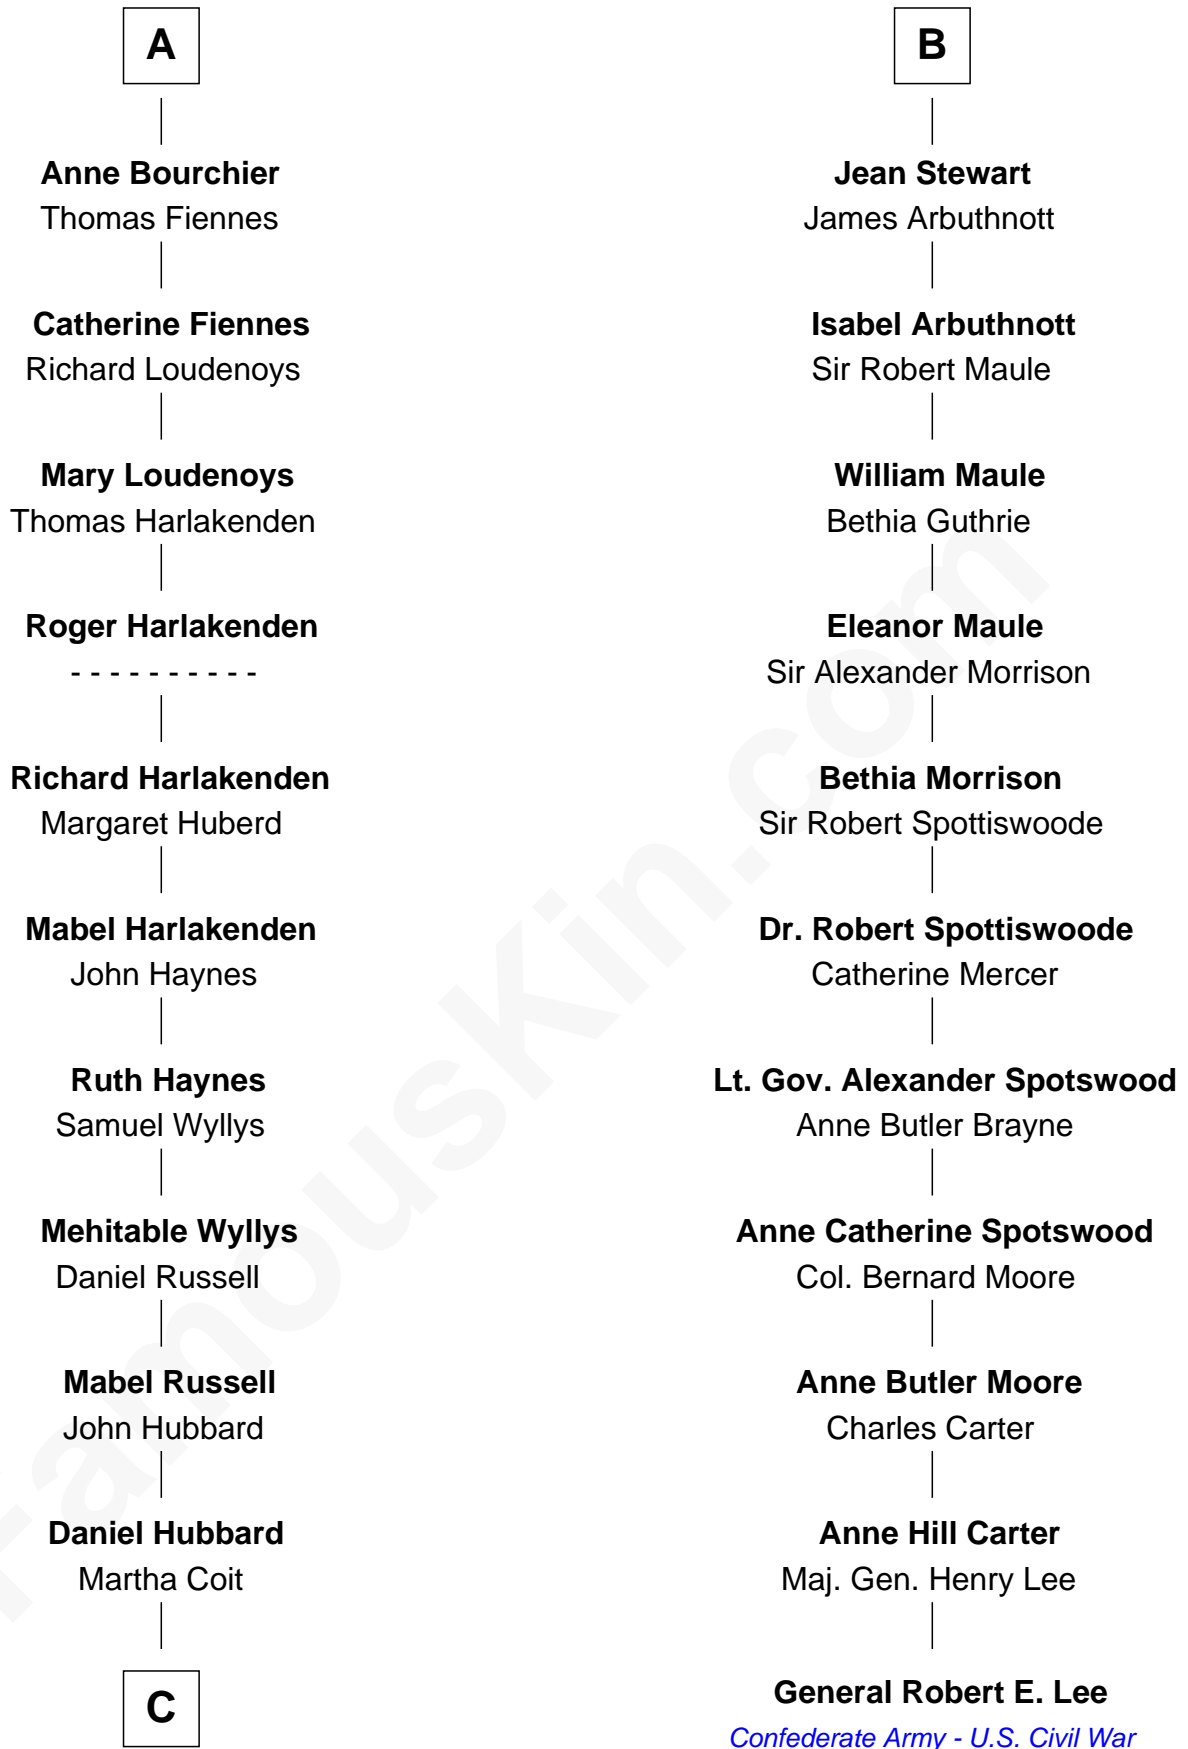 A
Anne Bourchier
Thomas Fiennes
Catherine Fiennes
Richard Loudenoys
Mary Loudenoys
Thomas Harlakenden
Roger Harlakenden
- - - - - - - - - -
Richard Harlakenden
Margaret Huberd
Mabel Harlakenden
John Haynes
Ruth Haynes
Samuel Wyllys
Mehitable Wyllys
Daniel Russell
Mabel Russell
John Hubbard
Daniel Hubbard
Martha Coit
C
B
Jean Stewart
James Arbuthnott
Isabel Arbuthnott
Sir Robert Maule
William Maule
Bethia Guthrie
Eleanor Maule
Sir Alexander Morrison
Bethia Morrison
Sir Robert Spottiswoode
Dr. Robert Spottiswoode
Catherine Mercer
Lt. Gov. Alexander Spotswood
Anne Butler Brayne
Anne Catherine Spotswood
Col. Bernard Moore
Anne Butler Moore
Charles Carter
Anne Hill Carter
Maj. Gen. Henry Lee
General Robert E. Lee
Confederate Army - U.S. Civil War
FamousKin.com